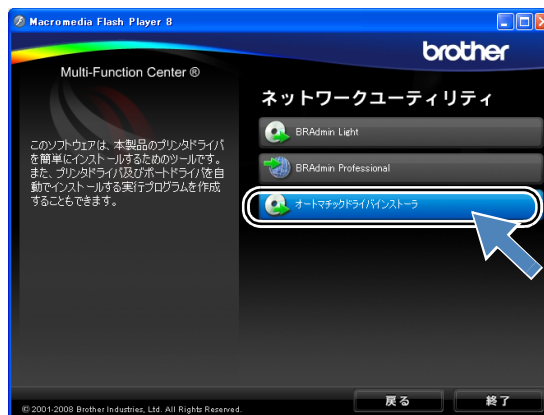 Macromedia Flash Player 8
brother
Multi-Function Center ®
ネットワークユーティリティ
BRAdmin Light
BRAdmin Professional
オートマチックドライバインストーラ
このソフトウェアは、本製品のプリンタドライバ
を簡単にインストールするためのツールです。
また、プリンタドライバ及びポートドライバを自
動でインストールする実行プログラムを作成
することもできます。
戻る
終了
© 2001-2008 Brother Industries, Ltd. All Rights Reserved.